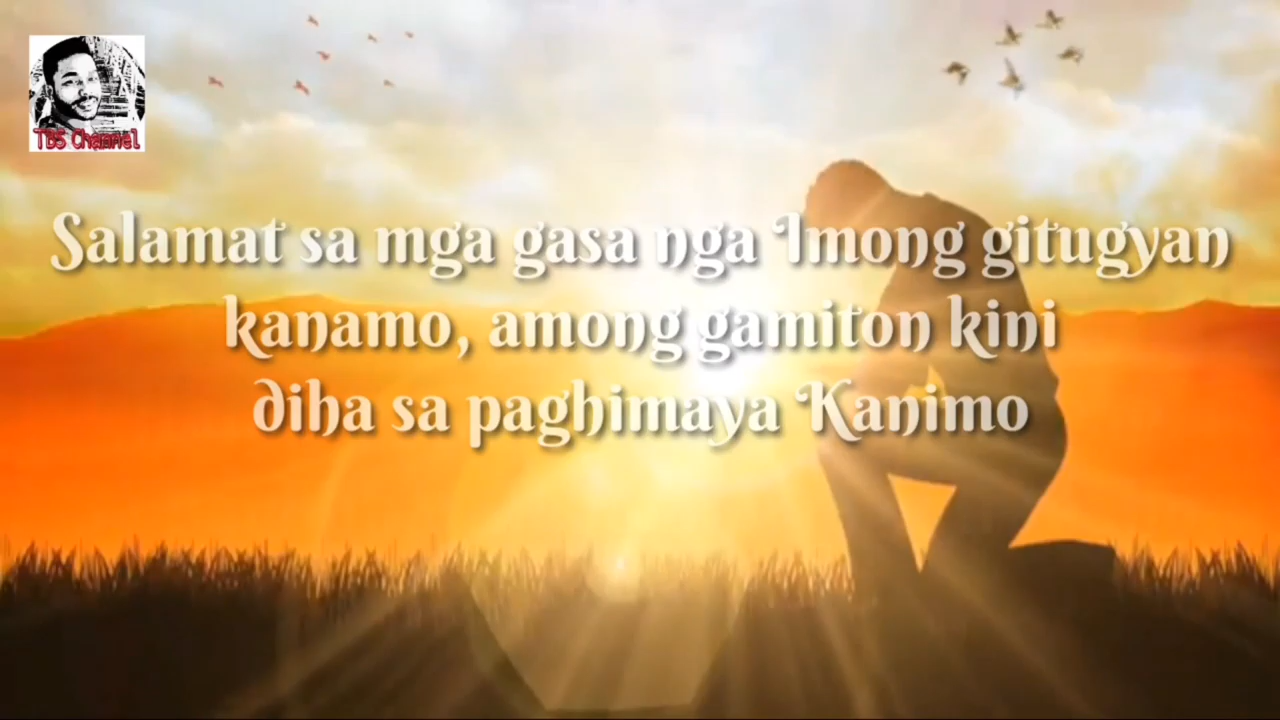 TBS Channel
Salamat sa mga gasa nga Imong gitugyan
kanamo, among gamiton kini
diha sa paghimaya Kanimo